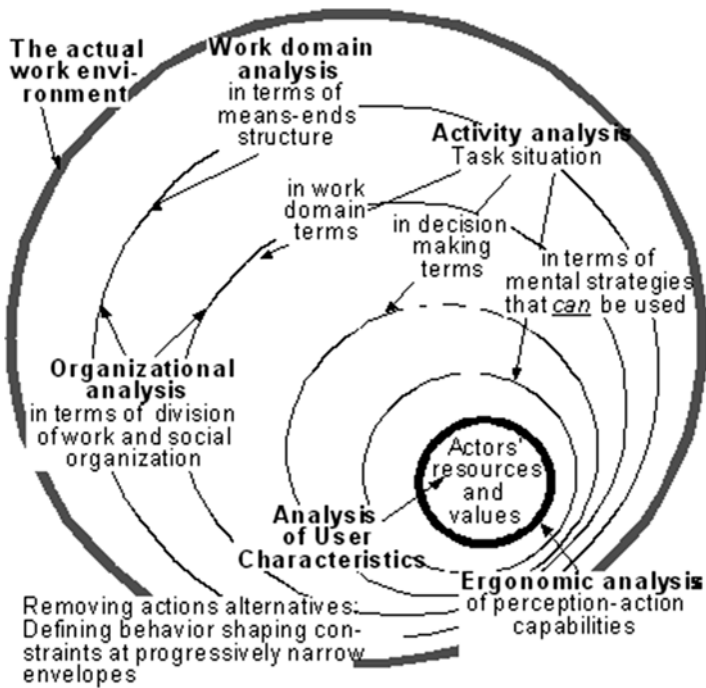 The actual
work envi-
ronment
Work domain
analysis
in terms of
means-ends
structure
Activity analysis
Task situation
in work
domain
terms
in decision
making
terms
in terms of
mental strategies
that can be used
Organizational
analysis
in terms of division
of work and social
organization
Actors'
resources
and
values
Analysis
of User
Characteristics
Ergonomic analysis
of perception-action
capabilities
Removing actions alternatives:
Defining behavior shaping con-
straints at progressively narrow
envelopes